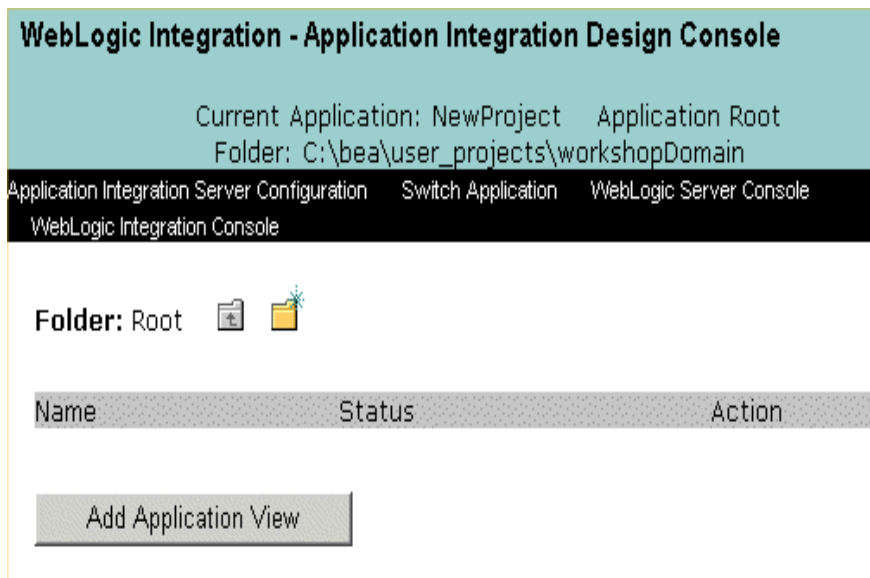 WebLogic Integration - Application Integration Design Console
Current Application: NewProject Application Root
Folder: C:\bea\user_projects\workshopDomain
Application Integration Server Configuration Switch Application WebLogic Server Console
WebLogic Integration Console
Folder: Root
Name Status Action
Add Application View